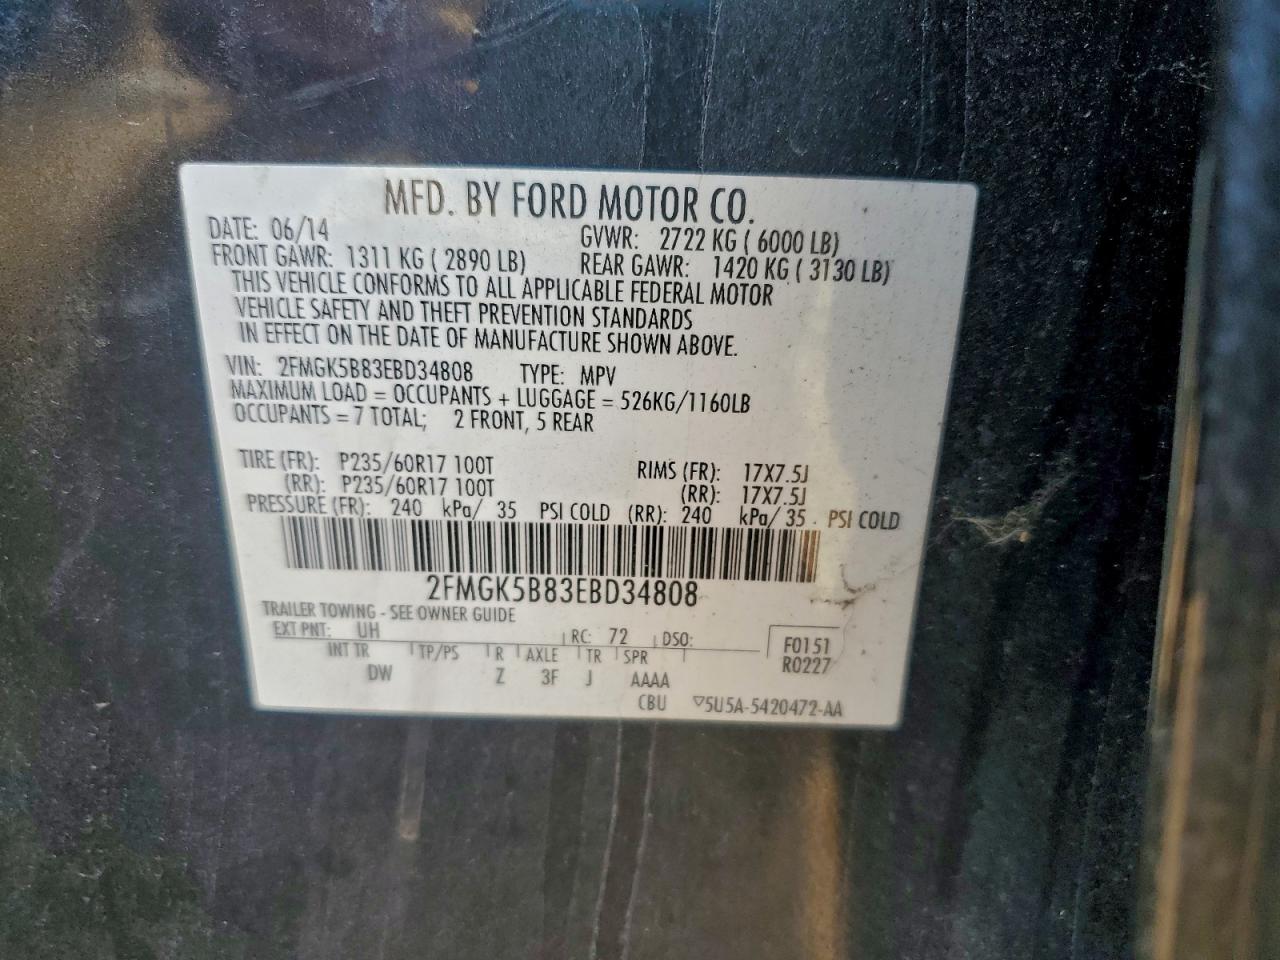 MFD. BY FORD MOTOR CO.
DATE: 06/14 GVWR: 2722 KG ( 6000 LB)
FRONT GAWR: 1311 KG ( 2890 LB) REAR GAWR: 1420 KG ( 3130 LB)
THIS VEHICLE CONFORMS TO ALL APPLICABLE FEDERAL MOTOR
VEHICLE SAFETY AND THEFT PREVENTION STANDARDS
IN EFFECT ON THE DATE OF MANUFACTURE SHOWN ABOVE.
VIN: 2FMGK5B83EBD34808 TYPE: MPV
MAXIMUM LOAD = OCCUPANTS + LUGGAGE = 526KG/1160LB
OCCUPANTS = 7 TOTAL; 2 FRONT, 5 REAR
TIRE (FR): P235/60R17 100T RIMS (FR): 17X7.5J
(RR): P235/60R17 100T (RR): 17X7.5J
PRESSURE (FR): 240 kPa/ 35 PSI COLD (RR): 240 kPa/ 35 PSI COLD
2FMGK5B83EBD34808
TRAILER TOWING - SEE OWNER GUIDE
EXT PNT: UH RC: 72 DSO: F0151
INT TR TP/PS R AXLE TR SPR R0227
DW Z 3F J AAAA
CBU ▽5U5A-5420472-AA